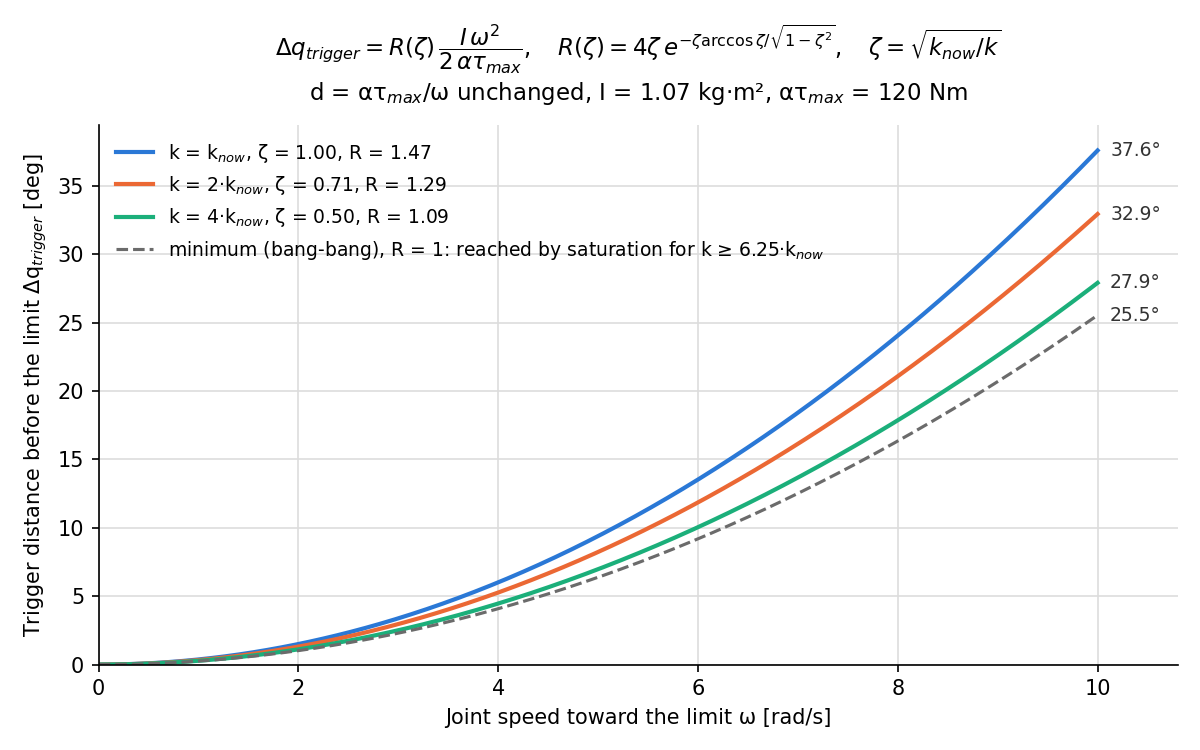 Δq_trigger = R(ζ) Iω²/2ατ_max, R(ζ) = 4ζ e^(−ζ arccos ζ/√(1 − ζ²)), ζ = √(k_now/k)
d = ατ_max/ω unchanged, I = 1.07 kg·m², ατ_max = 120 Nm
k = k_now, ζ = 1.00, R = 1.47
k = 2·k_now, ζ = 0.71, R = 1.29
k = 4·k_now, ζ = 0.50, R = 1.09
minimum (bang-bang), R = 1: reached by saturation for k ≥ 6.25·k_now
37.6°
32.9°
27.9°
25.5°
Trigger distance before the limit Δq_trigger [deg]
35
30
25
20
15
10
5
0
0 2 4 6 8 10
Joint speed toward the limit ω [rad/s]